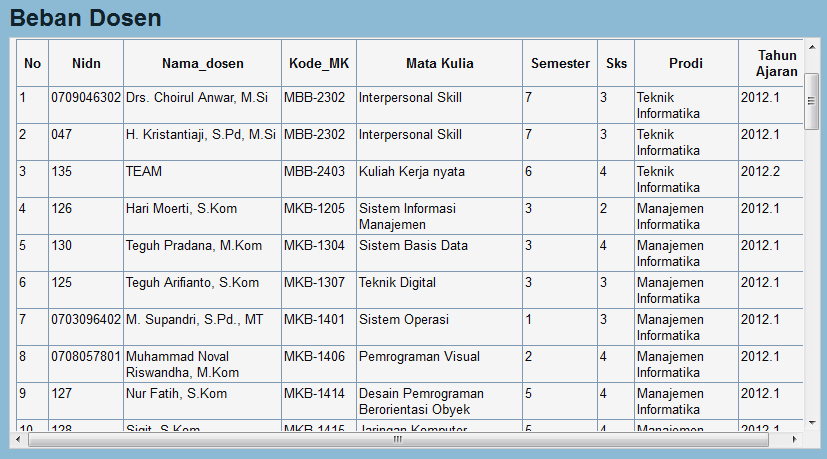 Beban Dosen
No Nidn Nama_dosen Kode_MK Mata Kulia Semester Sks Prodi Tahun
Ajaran
1 0709046302 Drs. Choirul Anwar, M.Si MBB-2302 Interpersonal Skill 7 3 Teknik 2012.1
Informatika
2 047 H. Kristantiaji, S.Pd, M.Si MBB-2302 Interpersonal Skill 7 3 Teknik 2012.1
Informatika
3 135 TEAM MBB-2403 Kuliah Kerja nyata 6 4 Teknik 2012.2
Informatika
4 126 Hari Moerti, S.Kom MKB-1205 Sistem Informasi 3 2 Manajemen 2012.1
Manajemen Informatika
5 130 Teguh Pradana, M.Kom MKB-1304 Sistem Basis Data 3 4 Manajemen 2012.1
Informatika
6 125 Teguh Arifianto, S.Kom MKB-1307 Teknik Digital 3 3 Manajemen 2012.1
Informatika
7 0703096402 M. Supandri, S.Pd., MT MKB-1401 Sistem Operasi 1 3 Manajemen 2012.1
Informatika
8 0708057801 Muhammad Noval MKB-1406 Pemrograman Visual 2 4 Manajemen 2012.1
Riswandha, M.Kom Informatika
9 127 Nur Fatih, S.Kom MKB-1414 Desain Pemrograman 5 4 Manajemen 2012.1
Berorientasi Obyek Informatika
10 128 Sigit, S.Kom MKB-1415 Jaringan Komputer 5 4 Manajemen 2012.1